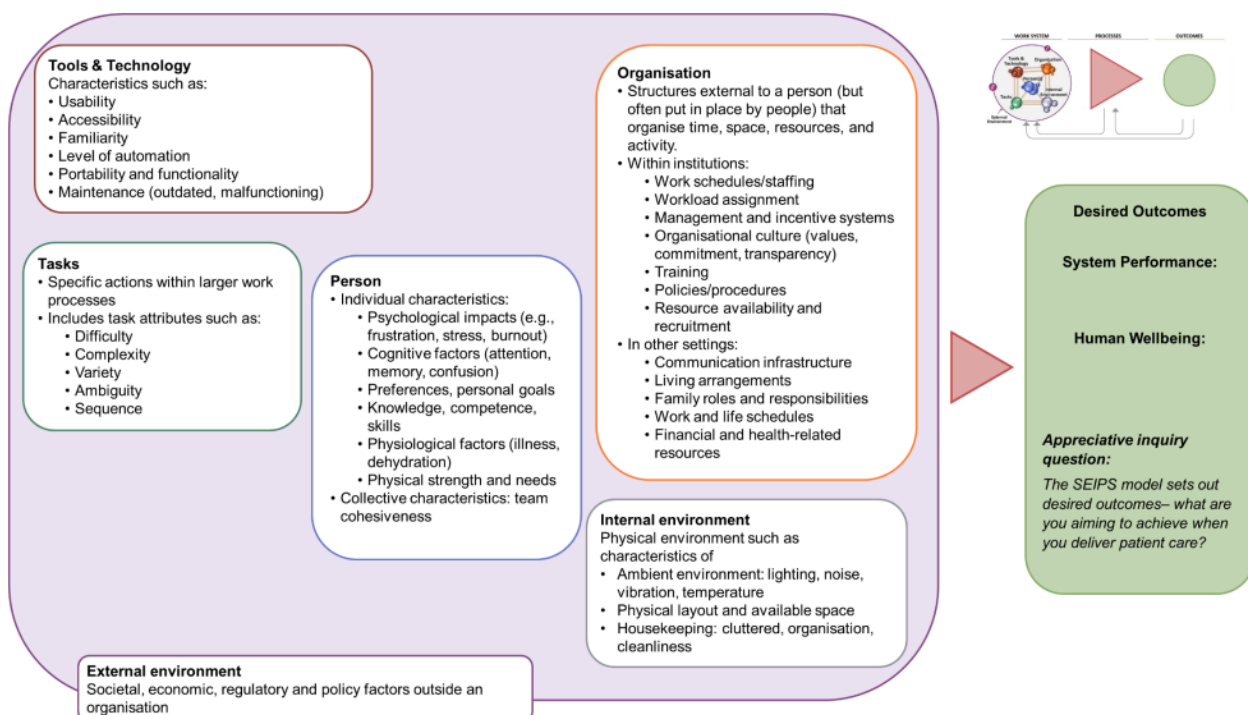 Tools & Technology
Characteristics such as:
• Usability
• Accessibility
• Familiarity
• Level of automation
• Portability and functionality
• Maintenance (outdated, malfunctioning)
Tasks
• Specific actions within larger work
processes
• Includes task attributes such as:
• Difficulty
• Complexity
• Variety
• Ambiguity
• Sequence
Person
• Individual characteristics:
• Psychological impacts (e.g.,
frustration, stress, burnout)
• Cognitive factors (attention,
memory, confusion)
• Preferences, personal goals
• Knowledge, competence,
skills
• Physiological factors (illness,
dehydration)
• Physical strength and needs
• Collective characteristics: team
cohesiveness
Organisation
• Structures external to a person (but
often put in place by people) that
organise time, space, resources, and
activity.
• Within institutions:
• Work schedules/staffing
• Workload assignment
• Management and incentive systems
• Organisational culture (values,
commitment, transparency)
• Training
• Policies/procedures
• Resource availability and
recruitment
• In other settings:
• Communication infrastructure
• Living arrangements
• Family roles and responsibilities
• Work and life schedules
• Financial and health-related
resources
Internal environment
Physical environment such as
characteristics of
• Ambient environment: lighting, noise,
vibration, temperature
• Physical layout and available space
• Housekeeping: cluttered, organisation,
cleanliness
External environment
Societal, economic, regulatory and policy factors outside an
organisation
WORK SYSTEM
PROCESSES
OUTCOMES
Tools &
Technology
Organisation
Tasks
Internal
Environment
External
Environment
Desired Outcomes
System Performance:
Human Wellbeing:
Appreciative inquiry
question:
The SEIPS model sets out
desired outcomes– what are
you aiming to achieve when
you deliver patient care?